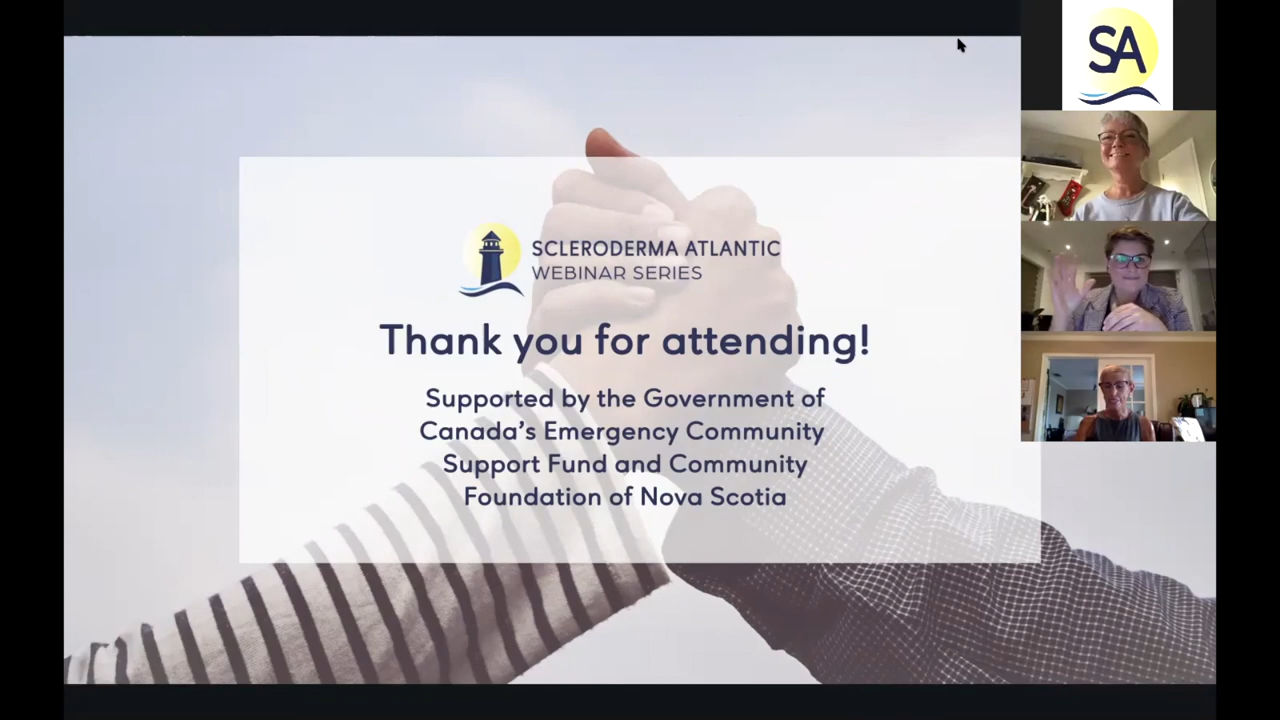 SA
SCLERODERMA ATLANTIC
WEBINAR SERIES
Thank you for attending!
Supported by the Government of
Canada’s Emergency Community
Support Fund and Community
Foundation of Nova Scotia